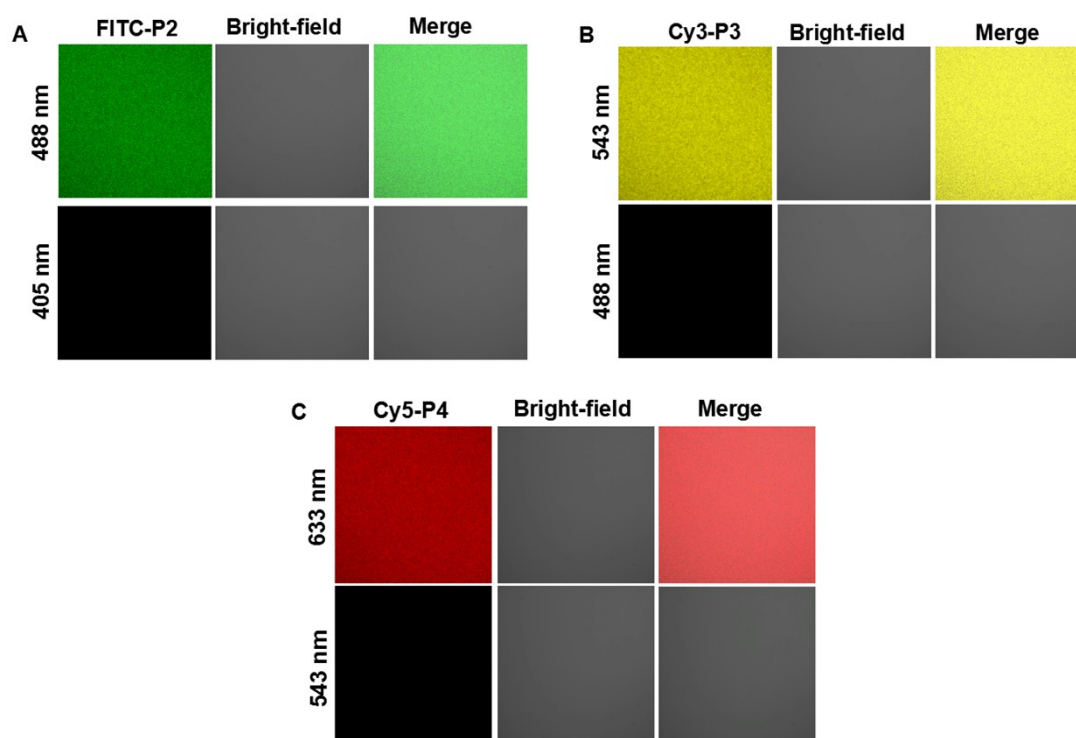 A
FITC-P2 Bright-field Merge
488 nm
405 nm
B
Cy3-P3 Bright-field Merge
543 nm
488 nm
C
Cy5-P4 Bright-field Merge
633 nm
543 nm